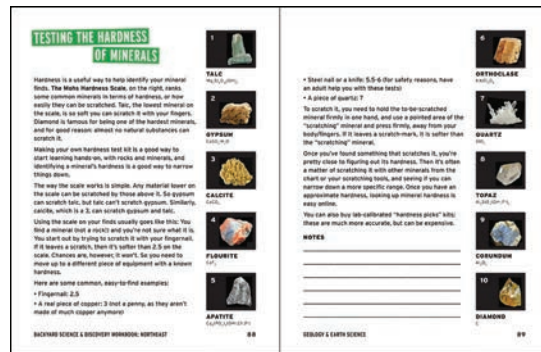 TESTING THE HARDNESS
OF MINERALS
Hardness is a useful way to help identify your mineral
finds. The Mohs Hardness Scale, on the right, ranks
some common minerals in terms of hardness, or how
easily they can be scratched. Talc, the lowest mineral on
the scale, is so soft you can scratch it with your fingers.
Diamond is famous for being one of the hardest minerals,
and for good reason: almost no natural substances can
scratch it.
Making your own hardness test kit is a good way to
start learning hands-on, with rocks and minerals, and
identifying a mineral's hardness is a good way to narrow
things down.
The way the scale works is simple. Any material lower on
the scale can be scratched by those above it. So gypsum
can scratch talc, but talc can't scratch gypsum. Similarly,
calcite, which is a 3, can scratch gypsum and talc.
Using the scale on your finds usually goes like this: You
find a mineral (not a rock!) and you're not sure what it is.
You start out by trying to scratch it with your fingernail.
If it leaves a scratch, then it's softer than 2.5 on the
scale. Chances are, however, it won't. So you need to
move up to a different piece of equipment with a known
hardness.
Here are some common, easy-to-find examples:
• Fingernail: 2.5
• A real piece of copper: 3 (not a penny, as they aren't
made of much copper anymore)
BACKYARD SCIENCE & DISCOVERY WORKBOOK: NORTHEAST
88
1
TALC
2
GYPSUM
3
CALCITE
CaCO₃
4
FLOURITE
CaF₂
5
APATITE
• Steel nail or a knife: 5.5-6 (for safety reasons, have
an adult help you with these tests)
• A piece of quartz: 7
To scratch it, you need to hold the to-be-scratched
mineral firmly in one hand, and use a pointed area of the
"scratching" mineral and press firmly, away from your
body/fingers. If it leaves a scratch-mark, it is softer than
the "scratching" mineral.
Once you've found something that scratches it, you're
pretty close to figuring out its hardness. Then it's often
a matter of scratching it with other minerals from the
chart or your scratching tools, and seeing if you can
narrow down a more specific range. Once you have an
approximate hardness, looking up mineral hardness is
easy online.
You can also buy lab-calibrated "hardness picks" kits;
these are much more accurate, but can be expensive.
NOTES
GEOLOGY & EARTH SCIENCE
89
6
ORTHOCLASE
7
QUARTZ
SiO₂
8
TOPAZ
9
CORUNDUM
Al₂O₃
10
DIAMOND
C